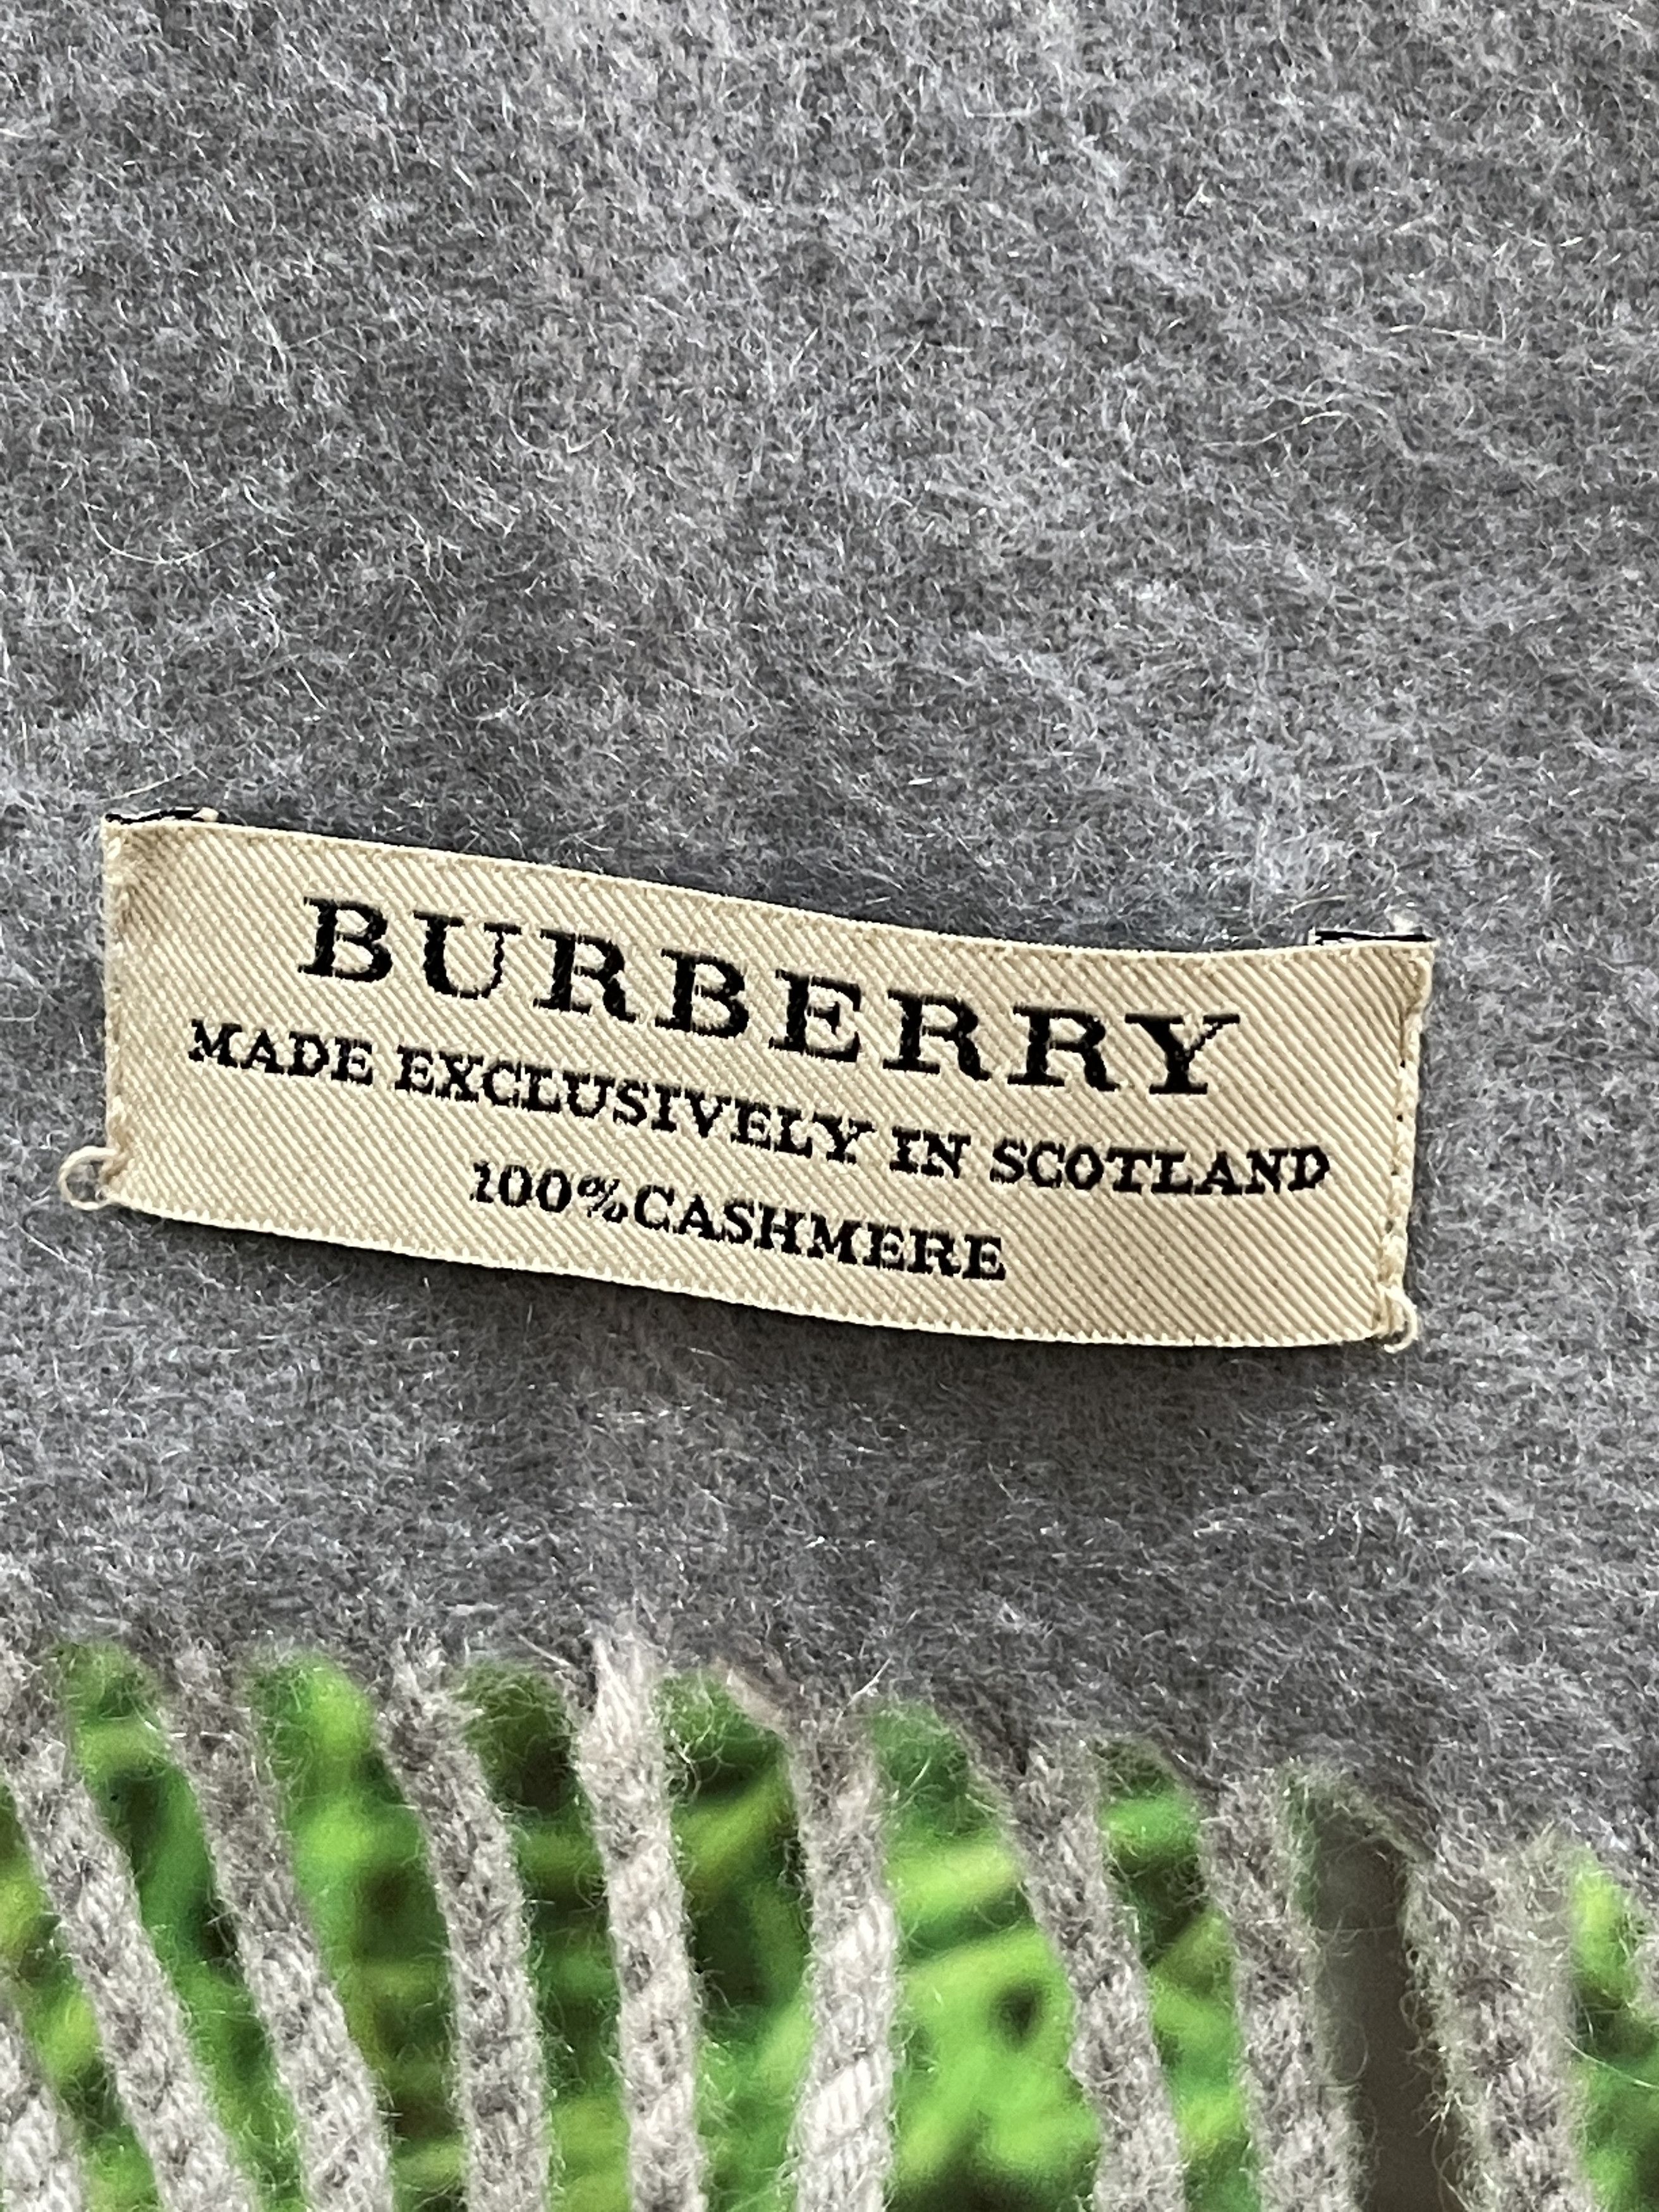 BURBERRY
MADE EXCLUSIVELY IN SCOTLAND
100%CASHMERE